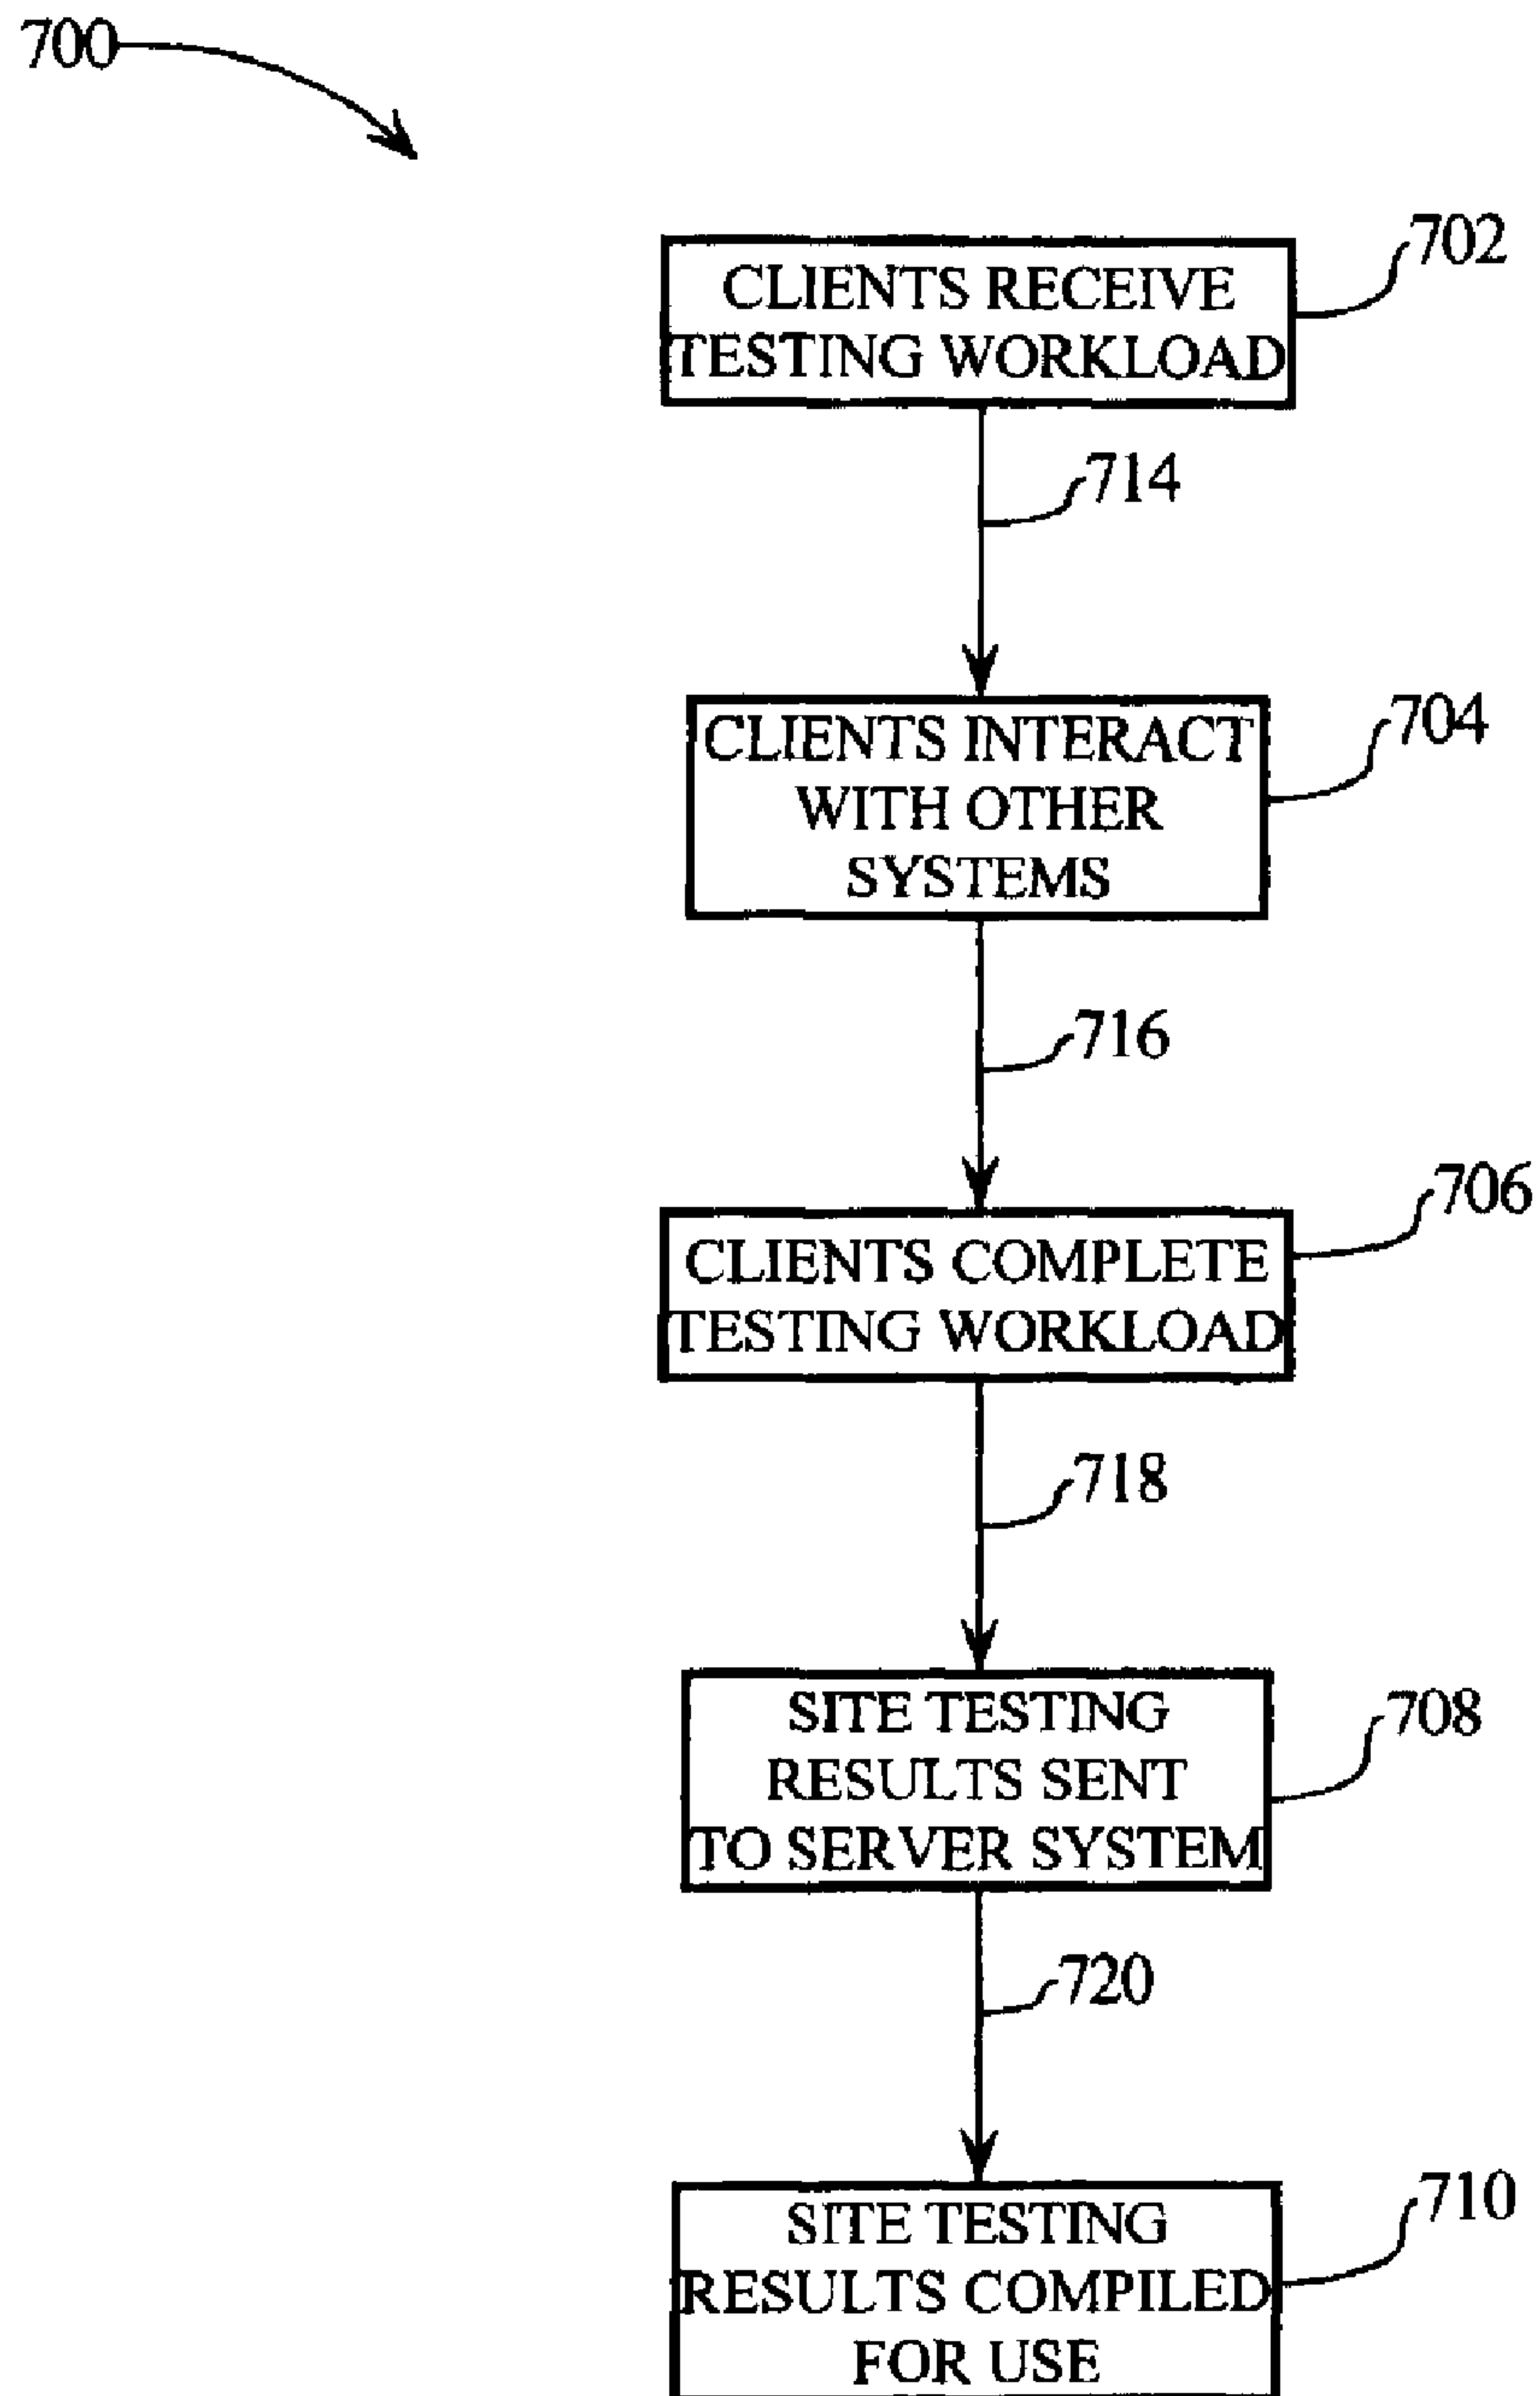 700
702
CLIENTS RECEIVE
TESTING WORKLOAD
714
704
CLIENTS INTERACT
WITH OTHER
SYSTEMS
716
706
CLIENTS COMPLETE
TESTING WORKLOAD
718
708
SITE TESTING
RESULTS SENT
TO SERVER SYSTEM
720
710
SITE TESTING
RESULTS COMPILED
FOR USE